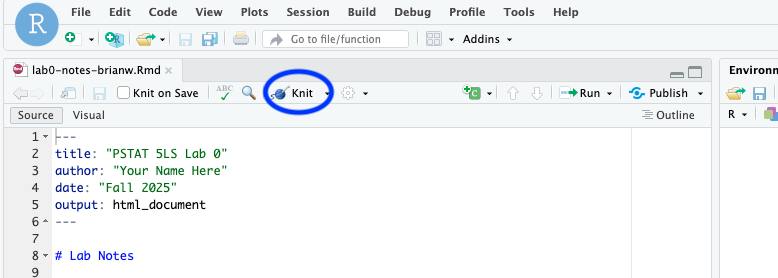 R File Edit Code View Plots Session Build Debug Profile Tools Help
Go to file/function Addins
lab0-notes-brianw.Rmd Environ
Knit on Save ABC Knit C Run Publish
Source Visual Outline R
1 ---
2 title: "PSTAT 5LS Lab 0"
3 author: "Your Name Here"
4 date: "Fall 2025"
5 output: html_document
6 ---
7
8 # Lab Notes
9